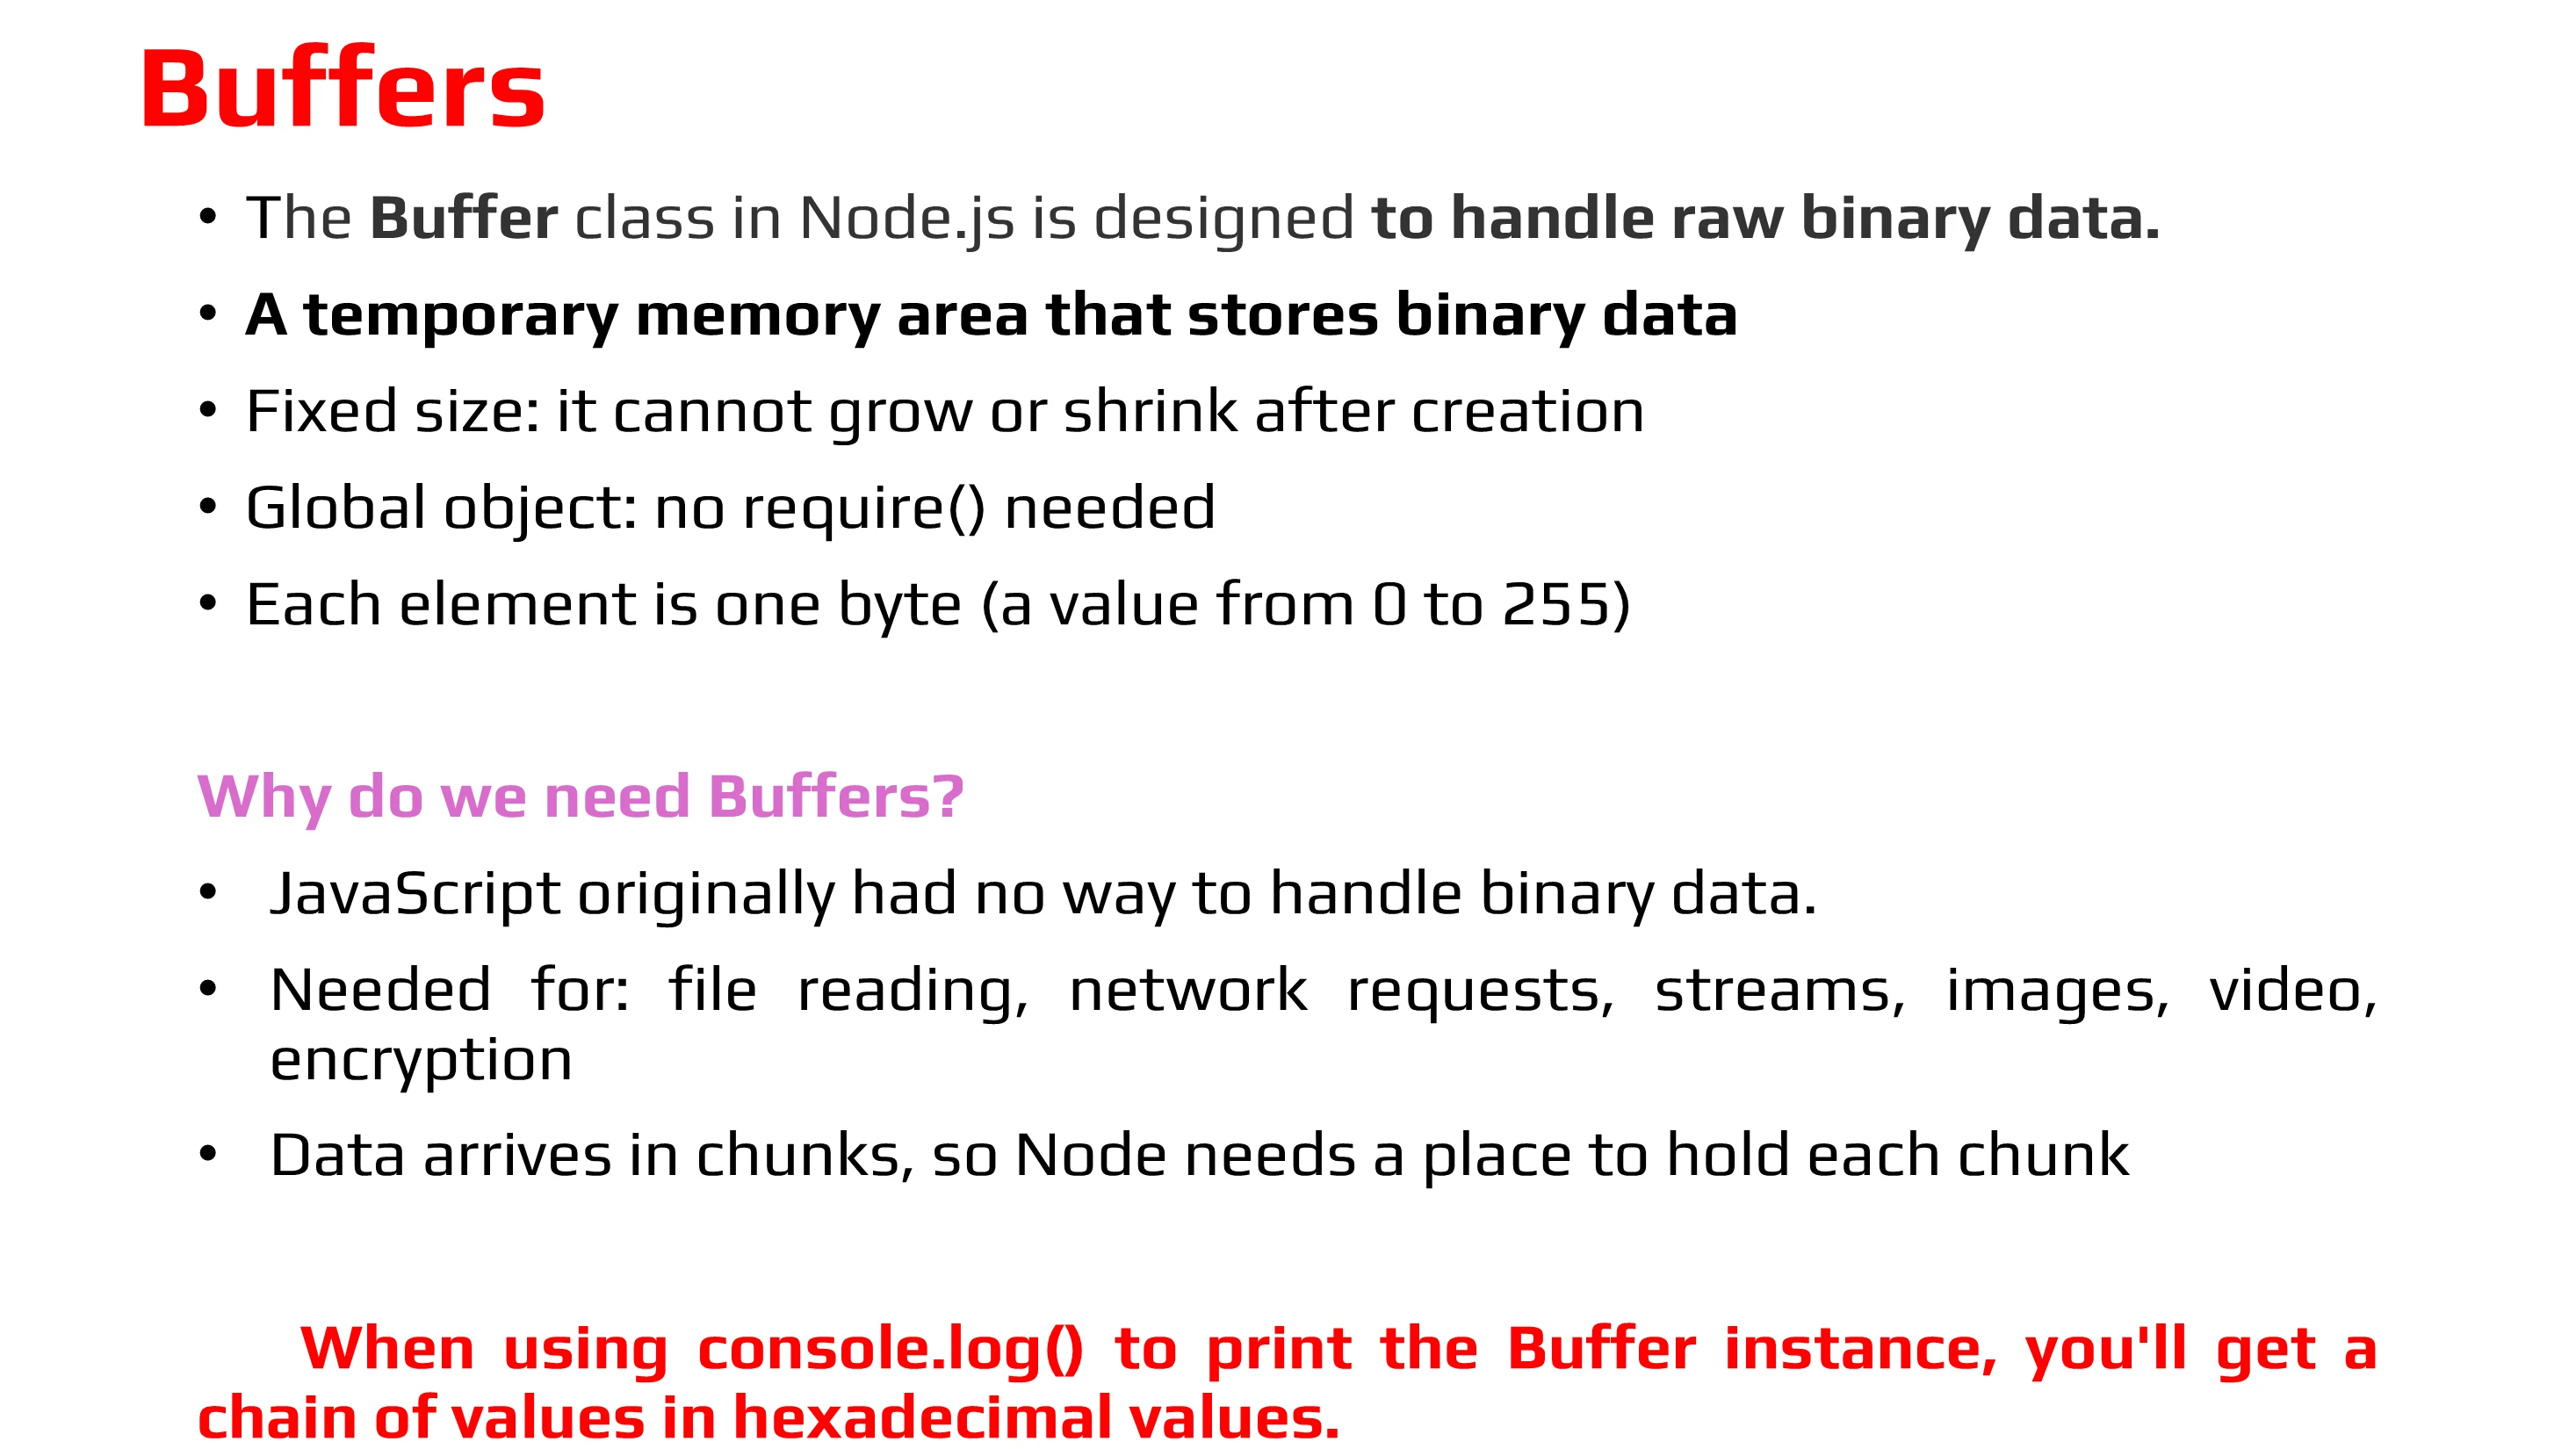 Buffers
• The Buffer class in Node.js is designed to handle raw binary data.
• A temporary memory area that stores binary data
• Fixed size: it cannot grow or shrink after creation
• Global object: no require() needed
• Each element is one byte (a value from 0 to 255)
Why do we need Buffers?
• JavaScript originally had no way to handle binary data.
• Needed for: file reading, network requests, streams, images, video,
encryption
• Data arrives in chunks, so Node needs a place to hold each chunk
When using console.log() to print the Buffer instance, you'll get a
chain of values in hexadecimal values.